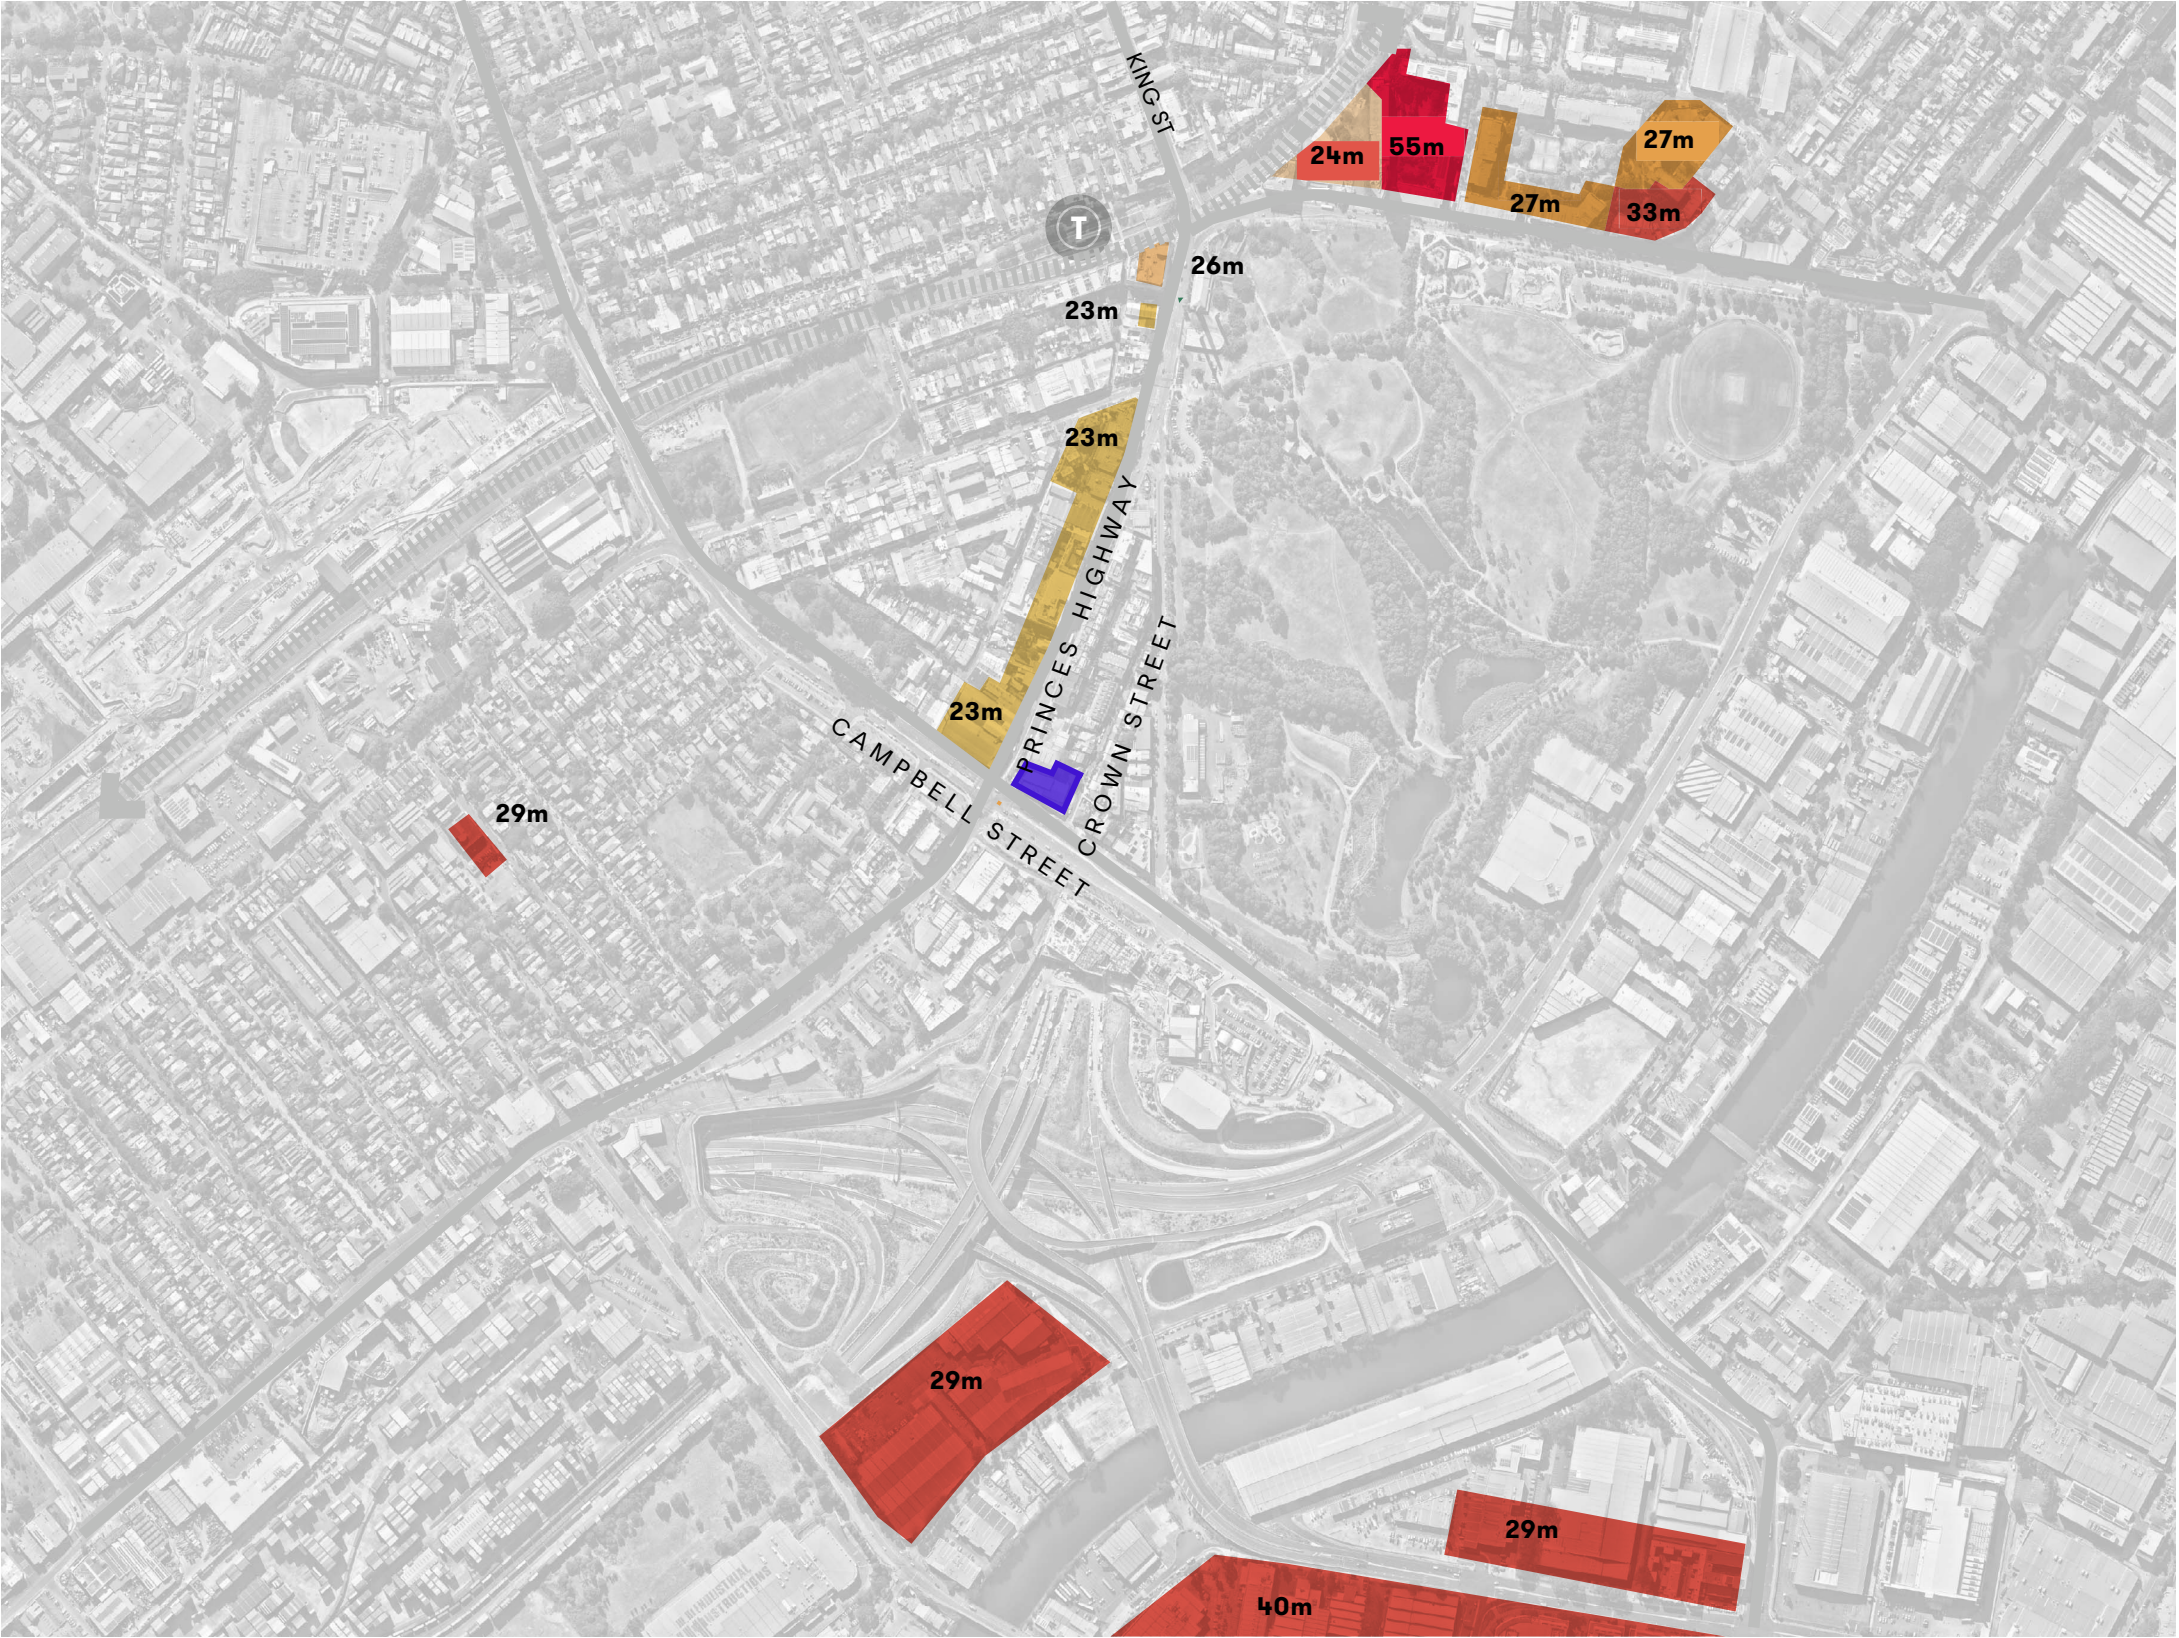 KING ST
24m
55m
27m
27m
33m
T
26m
23m
23m
PRINCES HIGHWAY
CROWN STREET
23m
CAMPBELL STREET
29m
29m
29m
40m